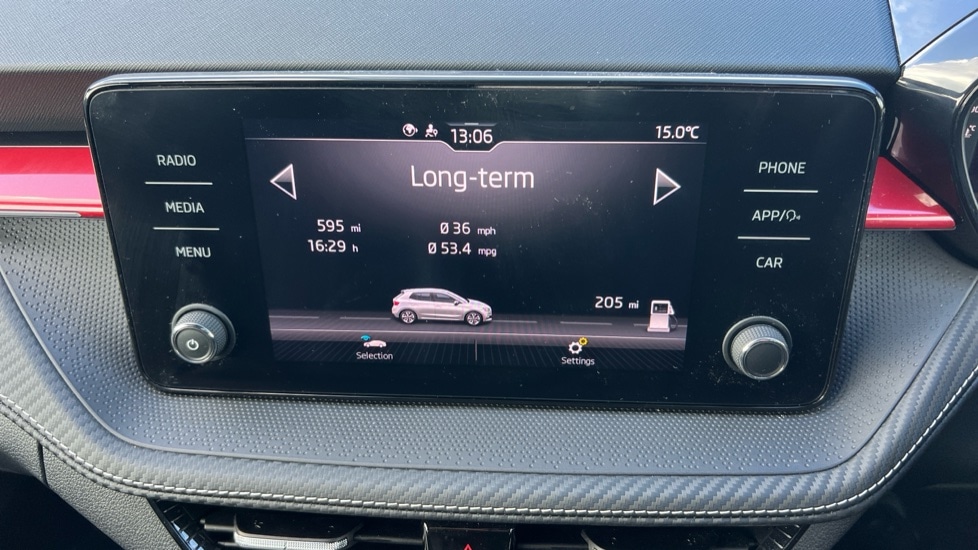 13:06
15.0°C
RADIO
MEDIA
MENU
Long-term
595 mi
16:29 h
Ø 36 mph
Ø 53.4 mpg
205 mi
Selection
Settings
PHONE
APP/
CAR